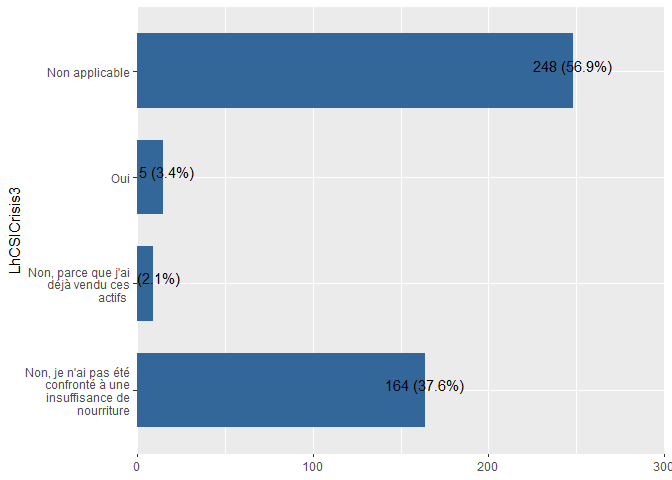 LhCSICrisis3
Non applicable
248 (56.9%)
Oui
5 (3.4%)
Non, parce que j'ai
déjà vendu ces
actifs
(2.1%)
Non, je n'ai pas été
confronté à une
insuffisance de
nourriture
164 (37.6%)
0
100
200
300